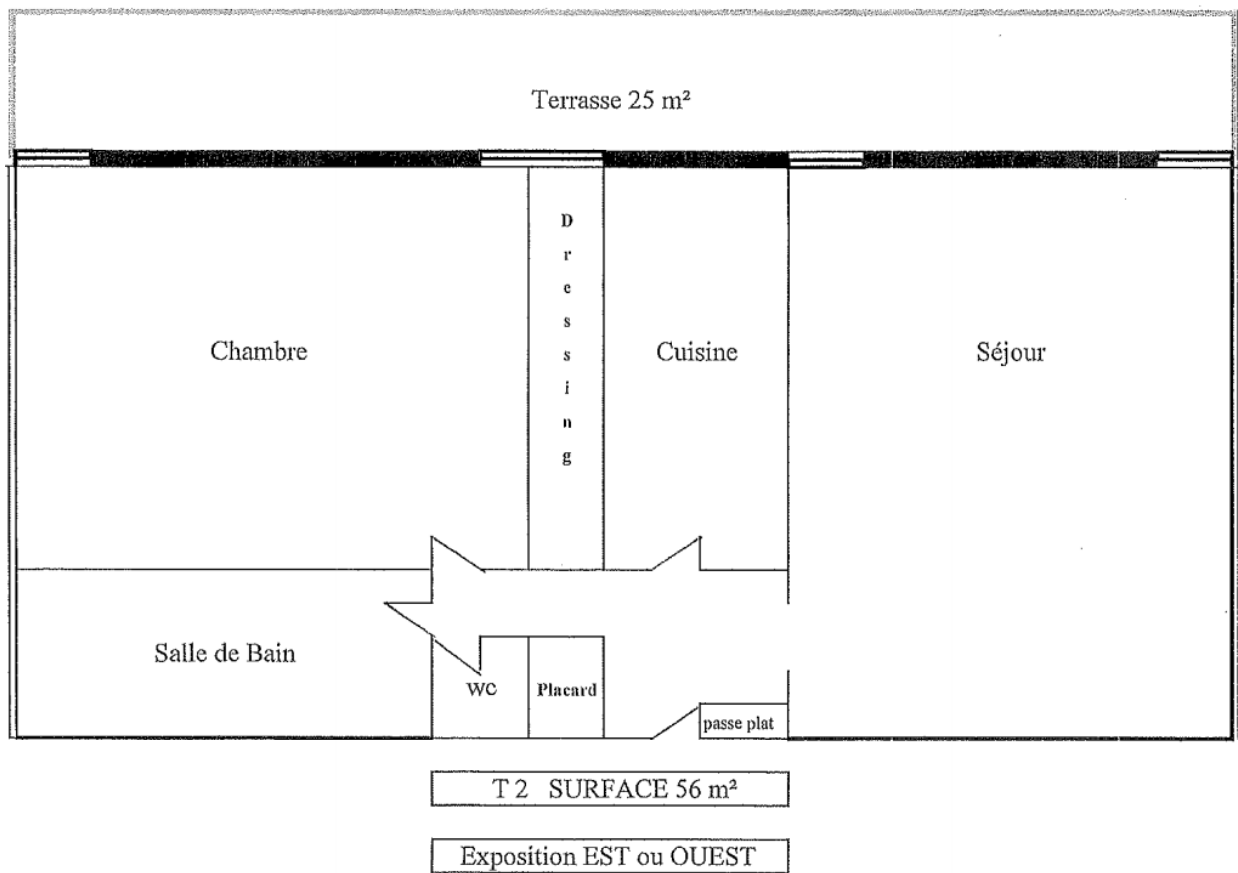 Terrasse 25 m²
Dressing
Chambre
Cuisine
Séjour
Salle de Bain
wc
Placard
passe plat
T 2 SURFACE 56 m²
Exposition EST ou OUEST